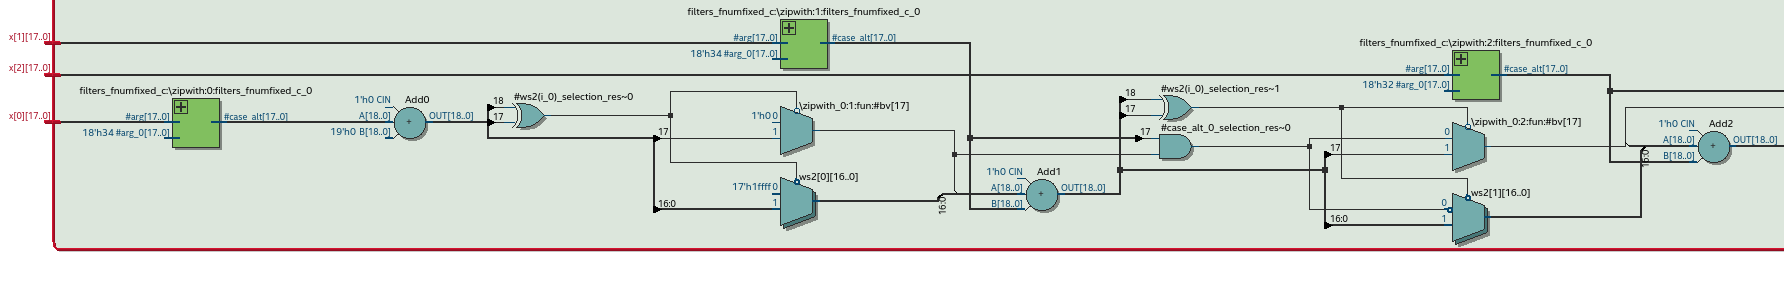 filters_fnumfixed_c:\zipwith:1:filters_fnumfixed_c_0
x[1][17..0]
#arg[17..0]
#case_alt[17..0]
18'h34 #arg_0[17..0]
filters_fnumfixed_c:\zipwith:2:filters_fnumfixed_c_0
x[2][17..0]
#arg[17..0]
#case_alt[17..0]
18'h32 #arg_0[17..0]
filters_fnumfixed_c:\zipwith:0:filters_fnumfixed_c_0
x[0][17..0]
#arg[17..0]
#case_alt[17..0]
18'h34 #arg_0[17..0]
1'h0 CIN
Add0
A[18..0]
OUT[18..0]
19'h0 B[18..0]
+
#ws2(i_0)_selection_res~0
18
17
\zipwith_0:1:fun:#bv[17]
1'h0 0
17
1
ws2[0][16..0]
17'h1ffff 0
16:0
1
16:0
1'h0 CIN
Add1
A[18..0]
OUT[18..0]
B[18..0]
+
#ws2(i_0)_selection_res~1
18
17
#case_alt_0_selection_res~0
17
\zipwith_0:2:fun:#bv[17]
0
17
1
ws2[1][16..0]
0
16:0
1
16:0
1'h0 CIN
Add2
A[18..0]
OUT[18..0]
B[18..0]
+